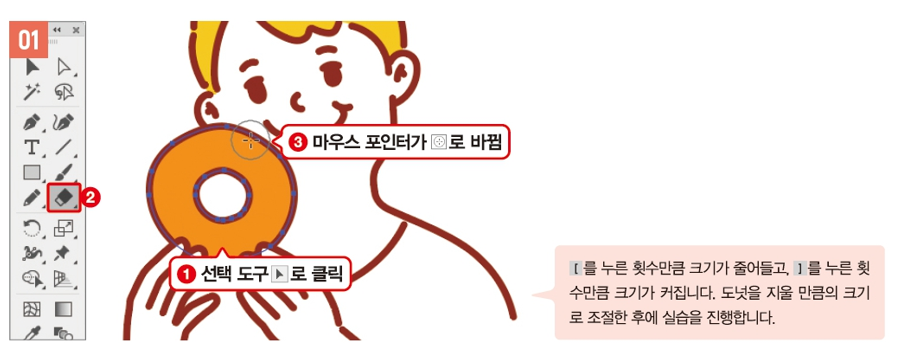 01
❸ 마우스 포인터가 로 바뀜
❷
❶ 선택 도구 로 클릭
[ 를 누른 횟수만큼 크기가 줄어들고, ] 를 누른 횟
수만큼 크기가 커집니다. 도넛을 지울 만큼의 크기
로 조절한 후에 실습을 진행합니다.